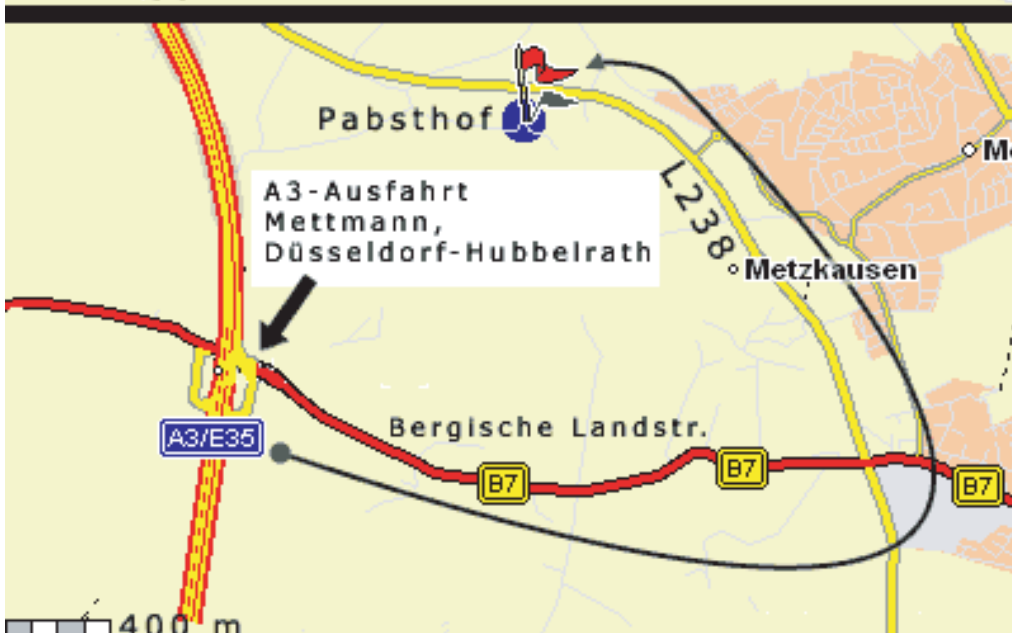 Pabsthof
A3-Ausfahrt
Mettmann,
Düsseldorf-Hubbelrath
L238
Metzkausen
A3/E35
Bergische Landstr.
B7
B7
B7
400 m